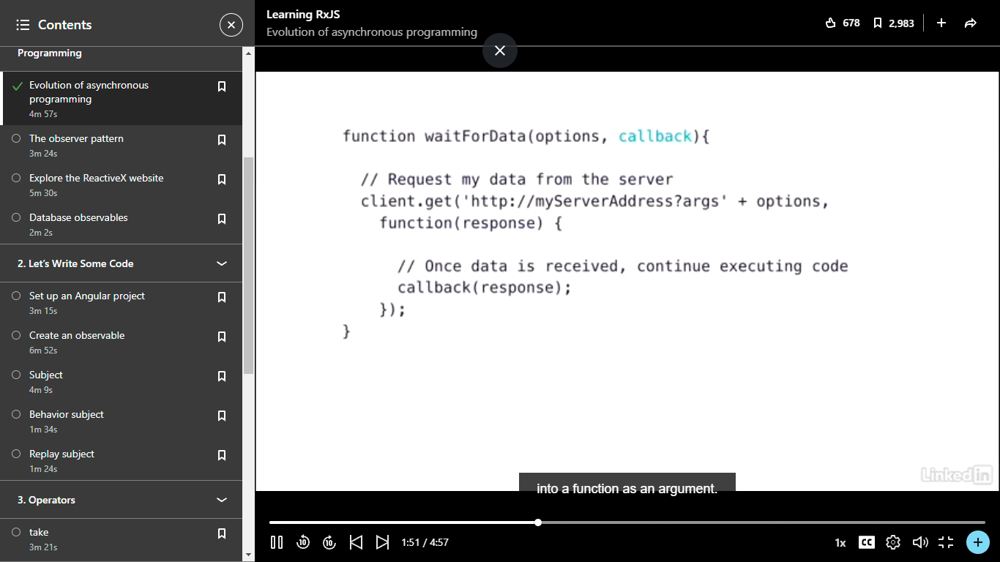 Contents
Programming
Evolution of asynchronous
programming
4m 57s
The observer pattern
3m 24s
Explore the ReactiveX website
5m 30s
Database observables
2m 2s
2. Let's Write Some Code
Set up an Angular project
3m 15s
Create an observable
6m 52s
Subject
4m 9s
Behavior subject
1m 34s
Replay subject
1m 24s
3. Operators
take
3m 21s
Learning RxJS
Evolution of asynchronous programming
678
2,983
function waitForData(options, callback){
// Request my data from the server
client.get('http://myServerAddress?args' + options,
function(response) {
// Once data is received, continue executing code
callback(response);
});
}
Linked in
into a function as an argument.
10
10
1:51 / 4:57
1x
CC